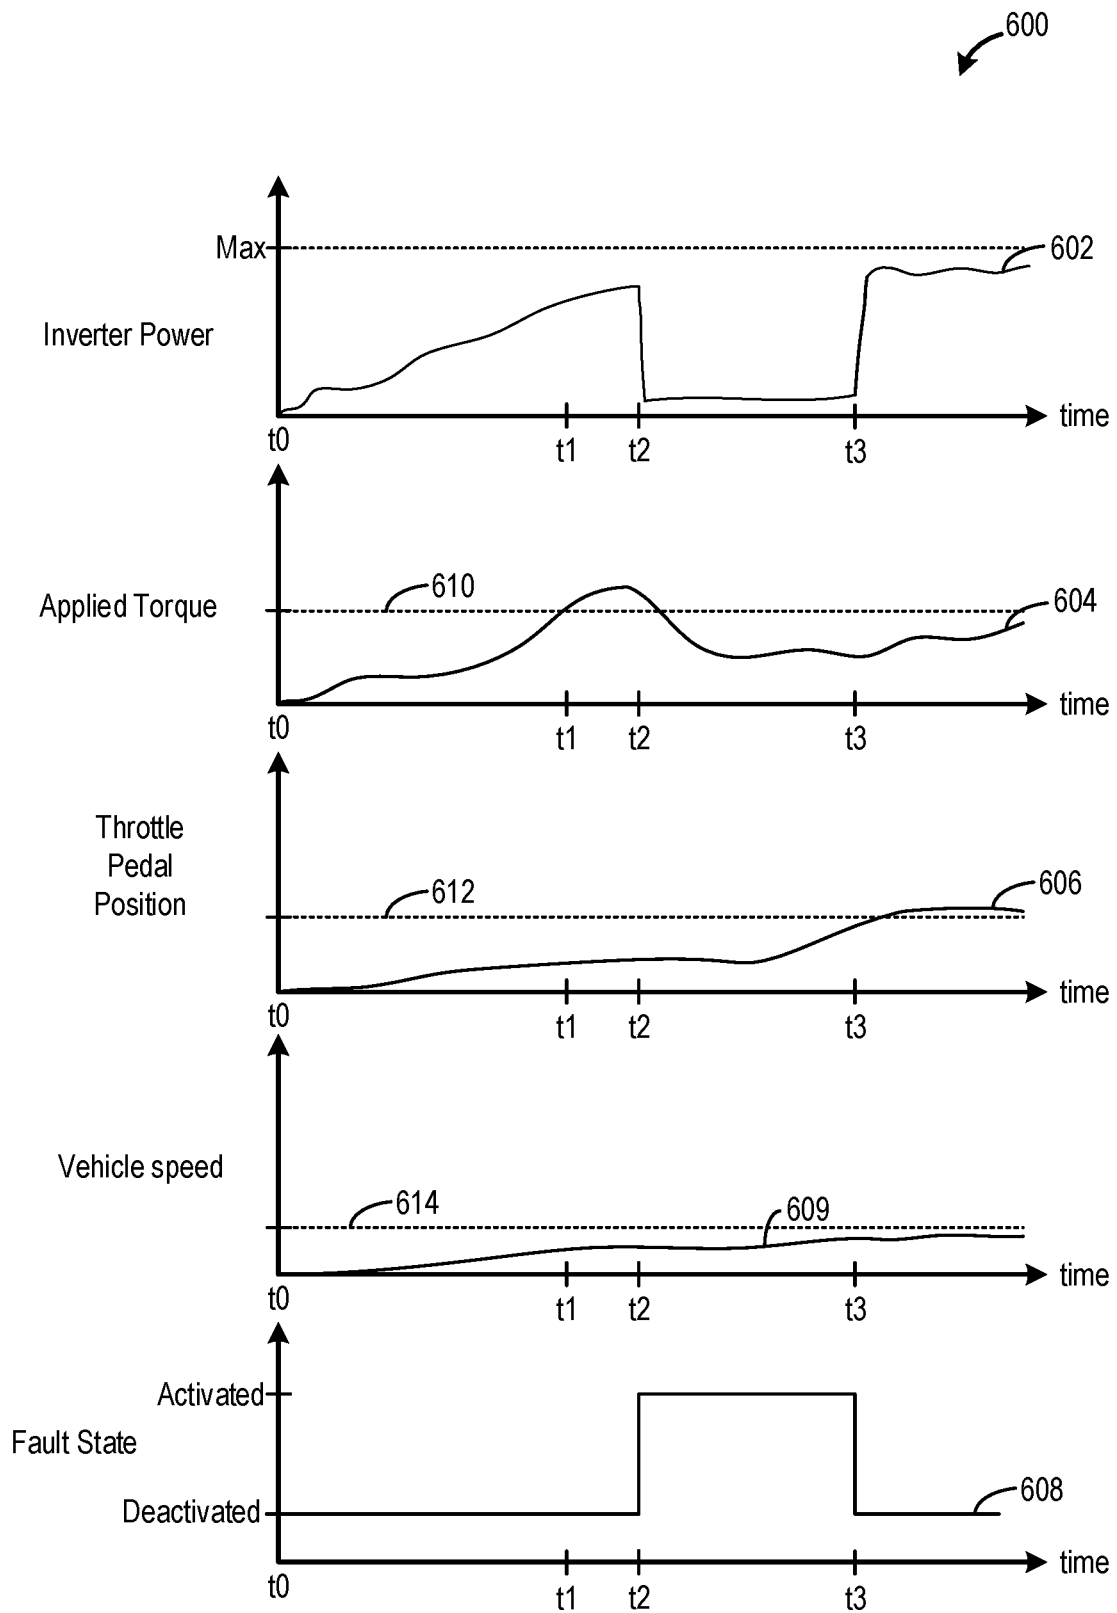 600
Max
602
Inverter Power
time
t0
t1
t2
t3
610
604
Applied Torque
time
t0
t1
t2
t3
Throttle
Pedal
Position
612
606
time
t0
t1
t2
t3
Vehicle speed
614
609
time
t0
t1
t2
t3
Activated
Fault State
Deactivated
608
time
t0
t1
t2
t3